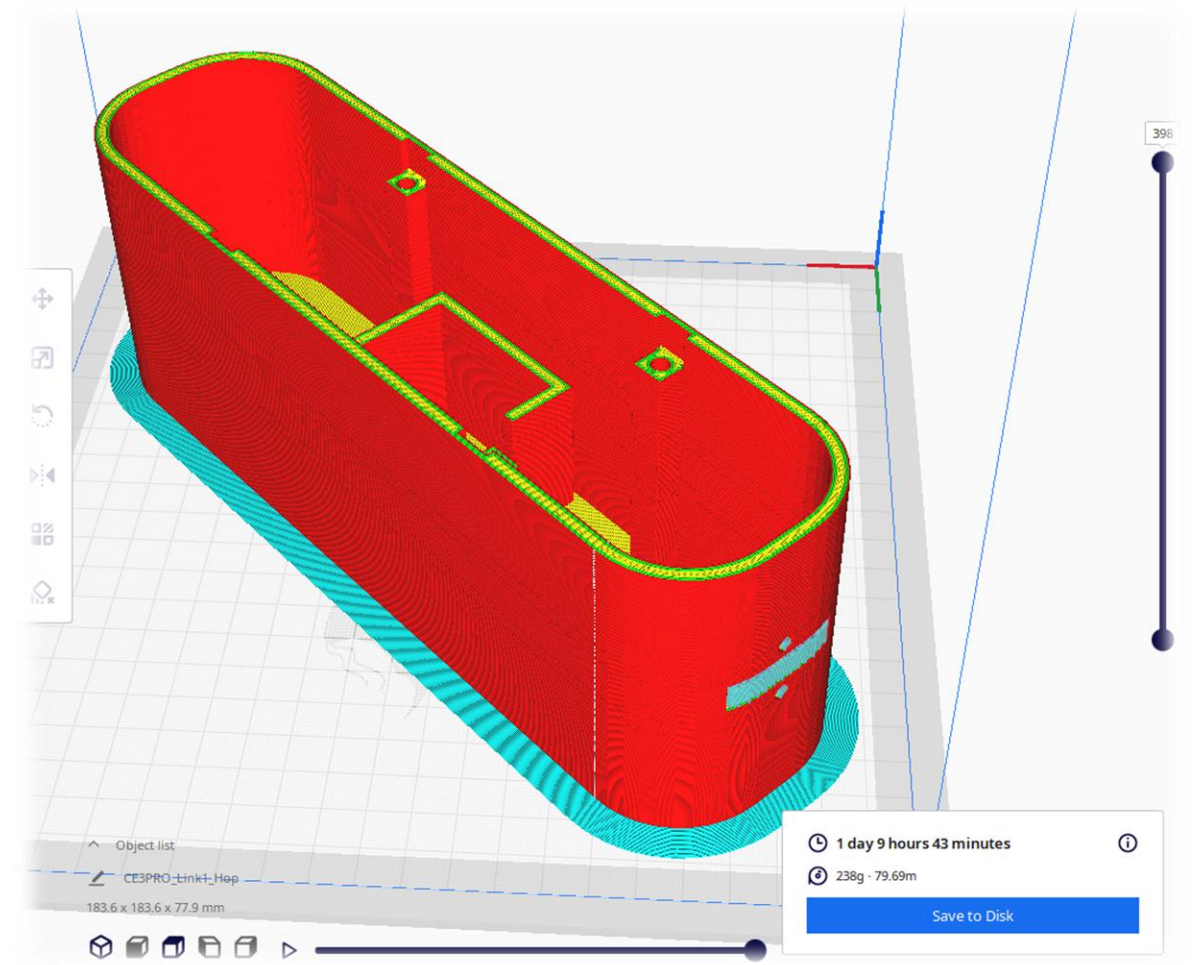 398
1 day 9 hours 43 minutes
238g · 79.69m
Save to Disk
Object list
CE3PRO_Link1_Hop
183.6 x 183.6 x 77.9 mm